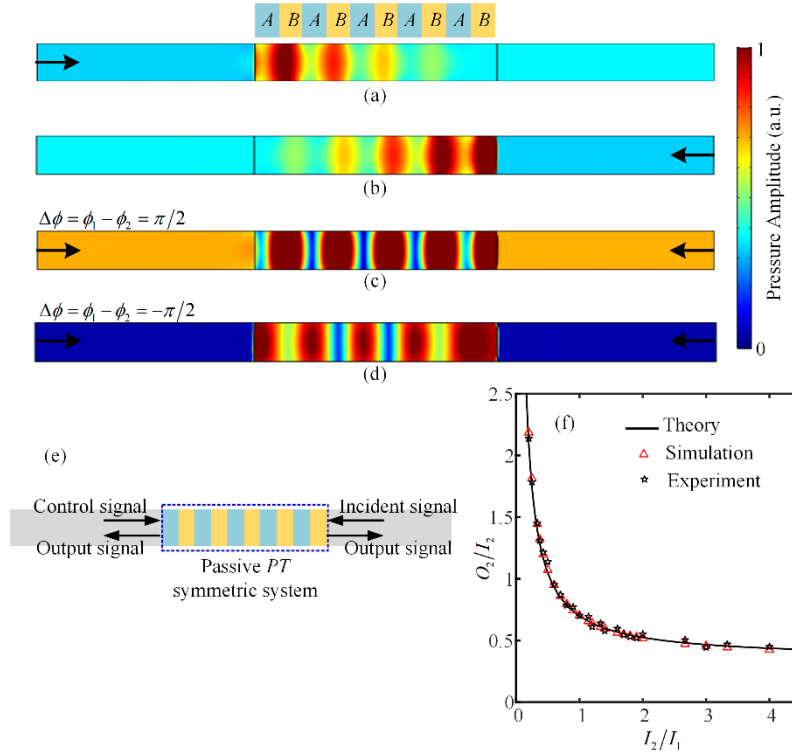 A B A B A B A B A B
(a)
(b)
Δϕ = ϕ₁ − ϕ₂ = π/2
(c)
Δϕ = ϕ₁ − ϕ₂ = −π/2
(d)
1
Pressure Amplitude (a.u.)
0
(e)
Control signal
Incident signal
Output signal
Output signal
Passive PT
symmetric system
(f)
Theory
Simulation
Experiment
2.5
2
1.5
1
0.5
0
O₂/I₂
0 1 2 3 4
I₂/I₁